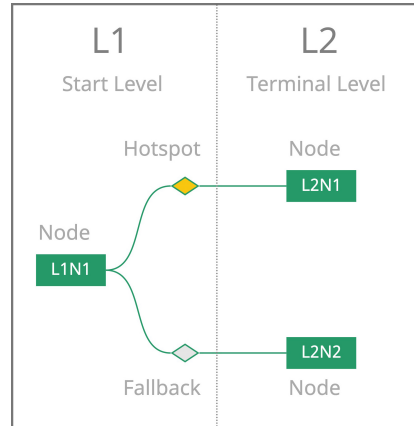 L1
L2
Start Level
Terminal Level
Hotspot
Node
L2N1
Node
L1N1
L2N2
Fallback
Node